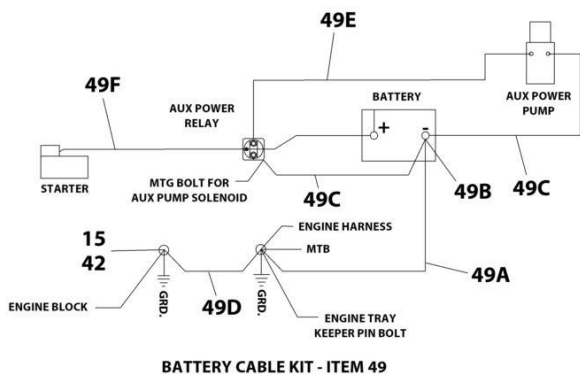 49E
49F
AUX POWER
RELAY
BATTERY
AUX POWER
PUMP
+
-
STARTER
MTG BOLT FOR
AUX PUMP SOLENOID
49C
49B
49C
ENGINE HARNESS
15
42
MTB
49A
ENGINE BLOCK
GRD.
49D
GRD.
ENGINE TRAY
KEEPER PIN BOLT
BATTERY CABLE KIT - ITEM 49